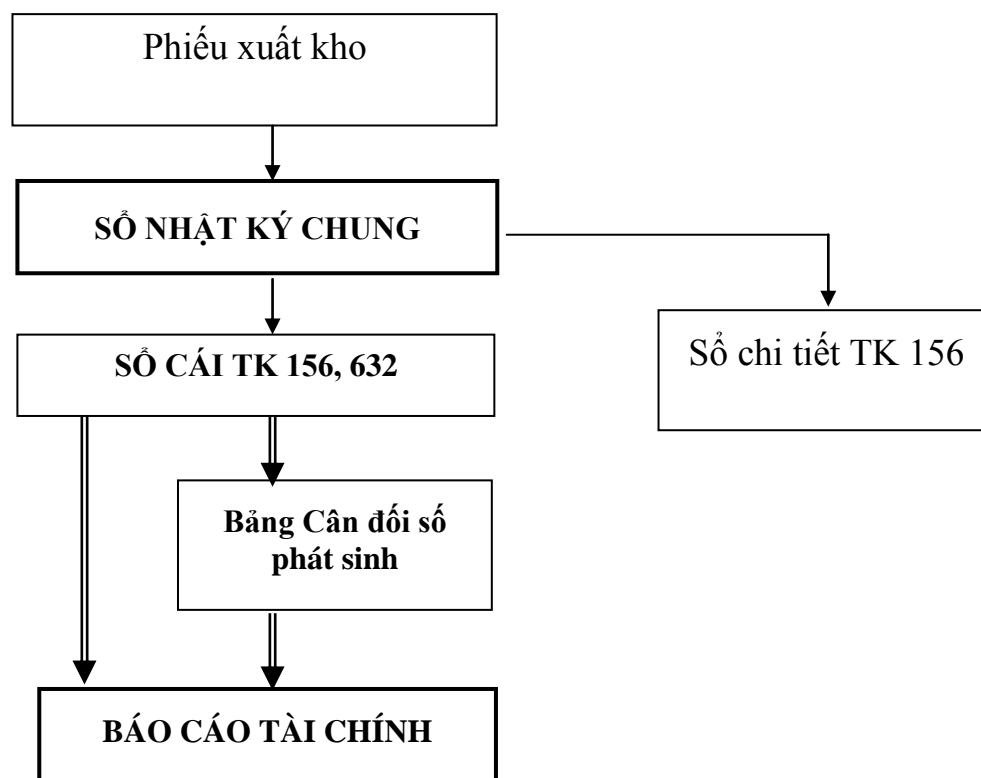 Phiếu xuất kho
SỔ NHẬT KÝ CHUNG
SỔ CÁI TK 156, 632
Sổ chi tiết TK 156
Bảng Cân đối số
phát sinh
BÁO CÁO TÀI CHÍNH